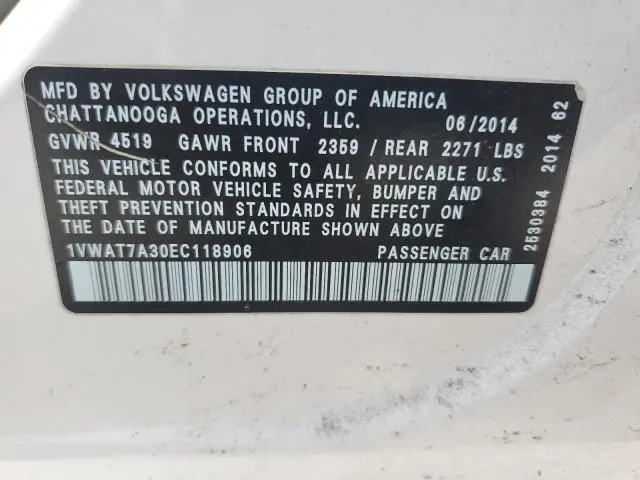 MFD BY VOLKSWAGEN GROUP OF AMERICA
CHATTANOOGA OPERATIONS, LLC. 06/2014
GVWR 4519 GAWR FRONT 2359 / REAR 2271 LBS
THIS VEHICLE CONFORMS TO ALL APPLICABLE U.S.
FEDERAL MOTOR VEHICLE SAFETY, BUMPER AND
THEFT PREVENTION STANDARDS IN EFFECT ON
THE DATE OF MANUFACTURE SHOWN ABOVE
1VWAT7A30EC118906 PASSENGER CAR
2530384 2014 62